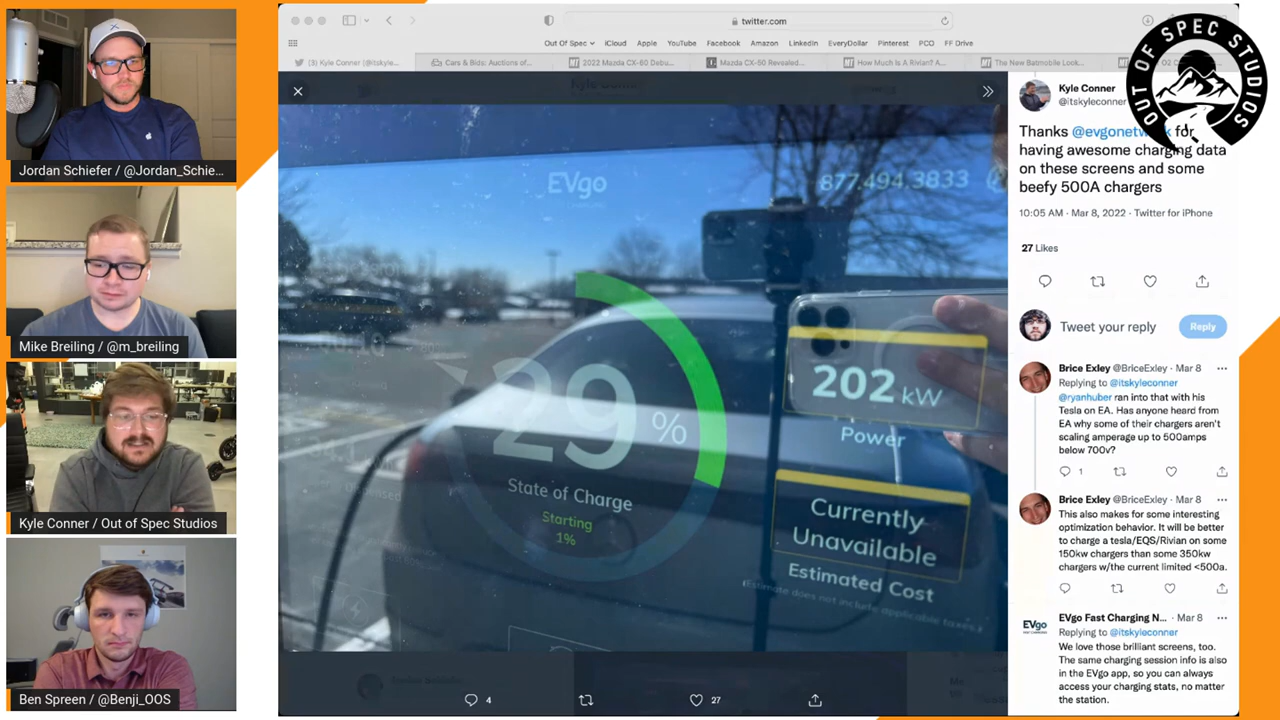 Jordan Schiefer / @Jordan_Schie...
Mike Breiling / @m_breiling
Kyle Conner / Out of Spec Studios
Ben Spreen / @Benji_OOS
twitter.com
Out Of Spec
iCloud
Apple
YouTube
Facebook
Amazon
LinkedIn
EveryDollar
Pinterest
PCO
FF Drive
(3) Kyle Conner (@itskyle...
Cars & Bids: Auctions of...
2022 Mazda CX-60 Debu...
Mazda CX-50 Revealed...
How Much Is A Rivian? A...
The New Batmobile Look...
OUT OF SPEC STUDIOS
EVgo
877.494.3833
29 %
State of Charge
Starting
1%
202 kW
Power
Currently
Unavailable
Estimated Cost
Estimate does not include applicable taxes.
4
27
Kyle Conner
@itskyleconner
Thanks @evgonetwork for
having awesome charging data
on these screens and some
beefy 500A chargers
10:05 AM · Mar 8, 2022 · Twitter for iPhone
27 Likes
Tweet your reply
Reply
Brice Exley @BriceExley · Mar 8
Replying to @itskyleconner
@ryanhuber ran into that with his
Tesla on EA. Has anyone heard from
EA why some of their chargers aren't
scaling amperage up to 500amps
below 700v?
1
Brice Exley @BriceExley · Mar 8
This also makes for some interesting
optimization behavior. It will be better
to charge a tesla/EQS/Rivian on some
150kw chargers than some 350kw
chargers w/the current limited <500a.
EVgo
EVgo Fast Charging N... · Mar 8
Replying to @itskyleconner
We love those brilliant screens, too.
The same charging session info is also
in the EVgo app, so you can always
access your charging stats, no matter
the station.